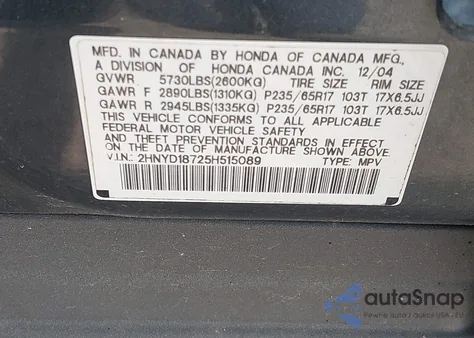 MFD. IN CANADA BY HONDA OF CANADA MFG.,
A DIVISION OF HONDA CANADA INC. 12/04
GVWR 5730LBS(2600KG) TIRE SIZE RIM SIZE
GAWR F 2890LBS(1310KG) P235/65R17 103T 17X6.5JJ
GAWR R 2945LBS(1335KG) P235/65R17 103T 17X6.5JJ
THIS VEHICLE CONFORMS TO ALL APPLICABLE
FEDERAL MOTOR VEHICLE SAFETY
STANDARDS IN EFFECT ON THE
DATE OF MANUFACTURE SHOWN ABOVE.
V.I.N.: 2HNYD18725H515089 TYPE: MPV
autoSnap